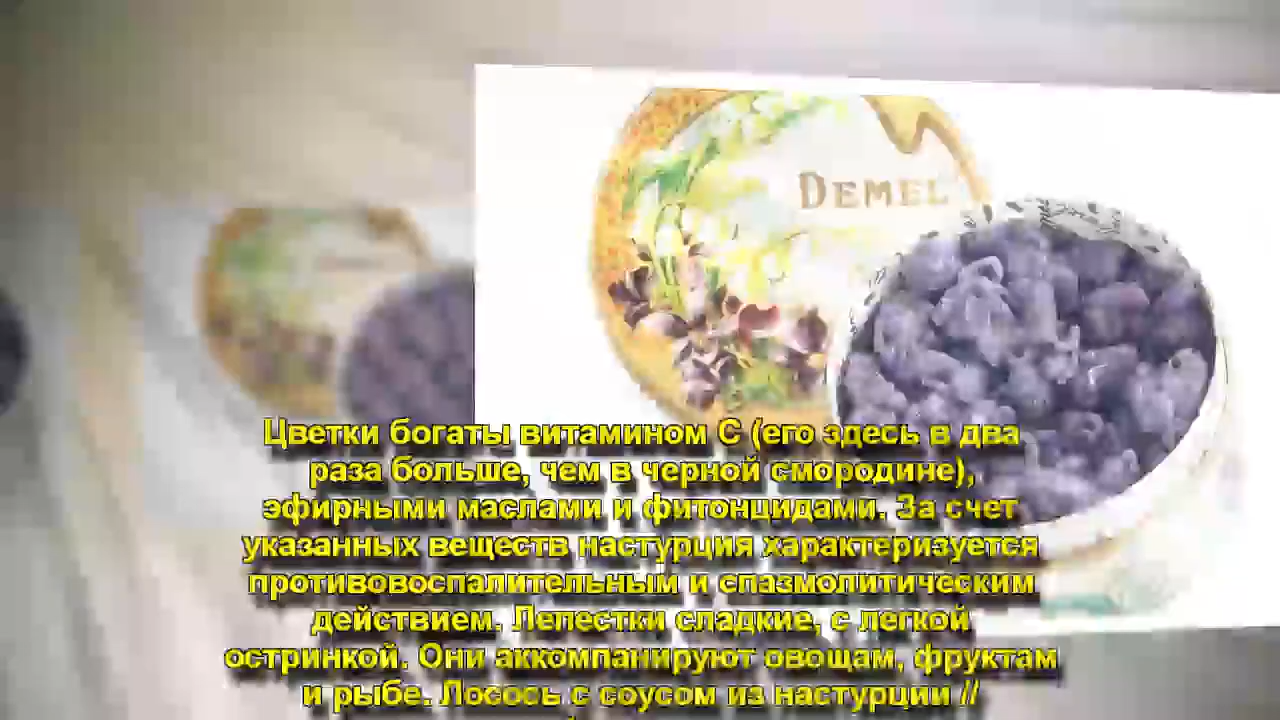 DEMEL
Цветки богаты витамином С (его здесь в два
раза больше, чем в черной смородине),
эфирными маслами и фитонцидами. За счет
указанных веществ настурция характеризуется
противовоспалительным и спазмолитическим
действием. Лепестки сладкие, с легкой
остринкой. Они аккомпанируют овощам, фруктам
и рыбе. Лосось с соусом из настурции //